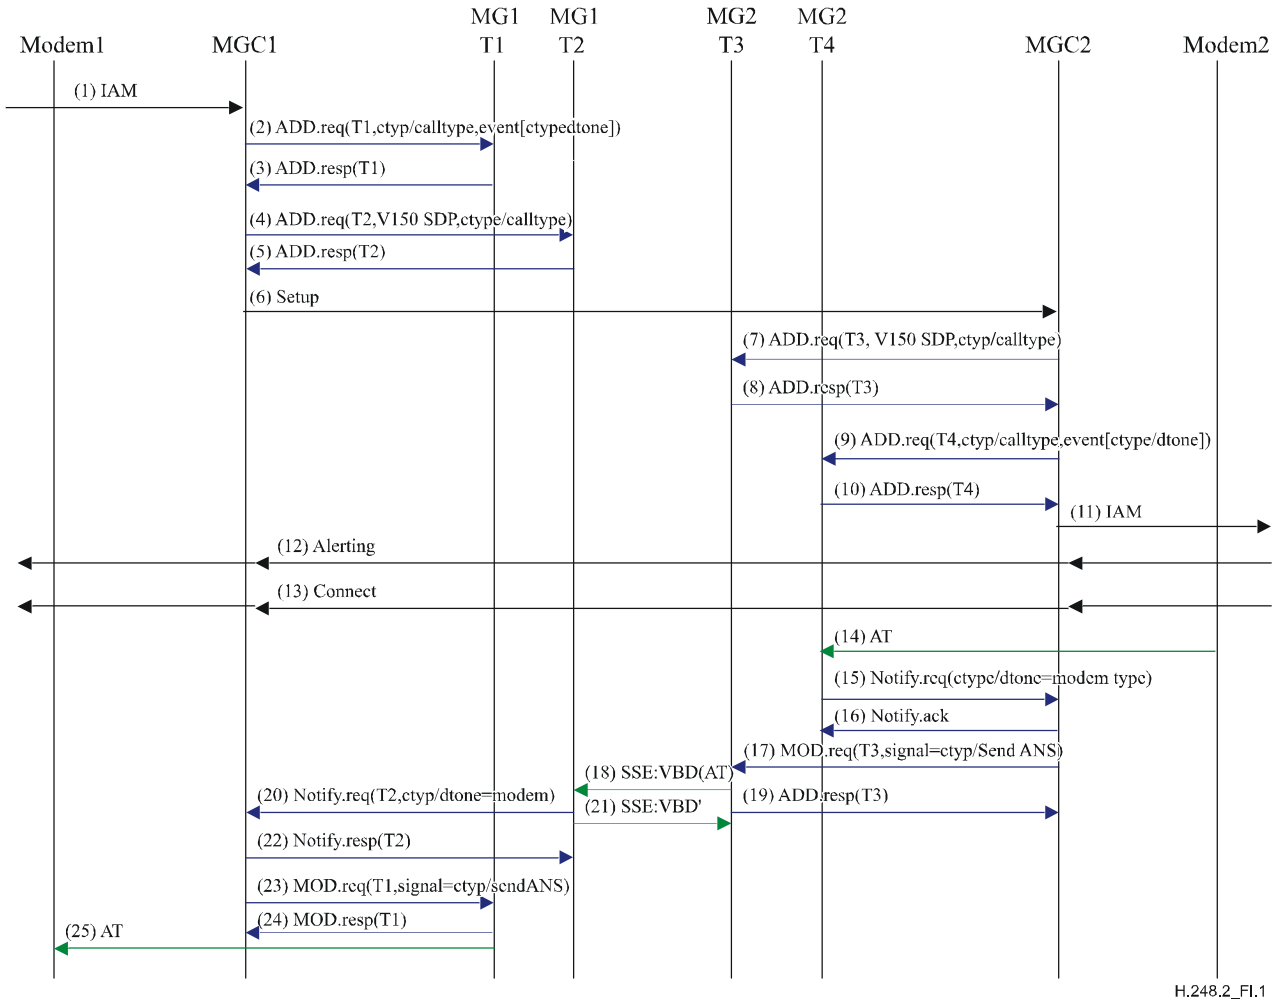 MG1 MG1 MG2 MG2
Modem1 MGC1 T1 T2 T3 T4 MGC2 Modem2
(1) IAM
(2) ADD.req(T1,ctyp/calltype,event[ctypedtone])
(3) ADD.resp(T1)
(4) ADD.req(T2,V150 SDP,ctype/calltype)
(5) ADD.resp(T2)
(6) Setup
(7) ADD.req(T3, V150 SDP,ctyp/calltype)
(8) ADD.resp(T3)
(9) ADD.req(T4,ctyp/calltype,event[ctype/dtone])
(10) ADD.resp(T4)
(11) IAM
(12) Alerting
(13) Connect
(14) AT
(15) Notify.req(ctype/dtone=modem type)
(16) Notify.ack
(17) MOD.req(T3,signal=ctyp/Send ANS)
(18) SSE:VBD(AT)
(20) Notify.req(T2,ctyp/dtone=modem)
(19) ADD.resp(T3)
(21) SSE:VBD'
(22) Notify.resp(T2)
(23) MOD.req(T1,signal=ctyp/sendANS)
(24) MOD.resp(T1)
(25) AT
H.248.2_FI.1